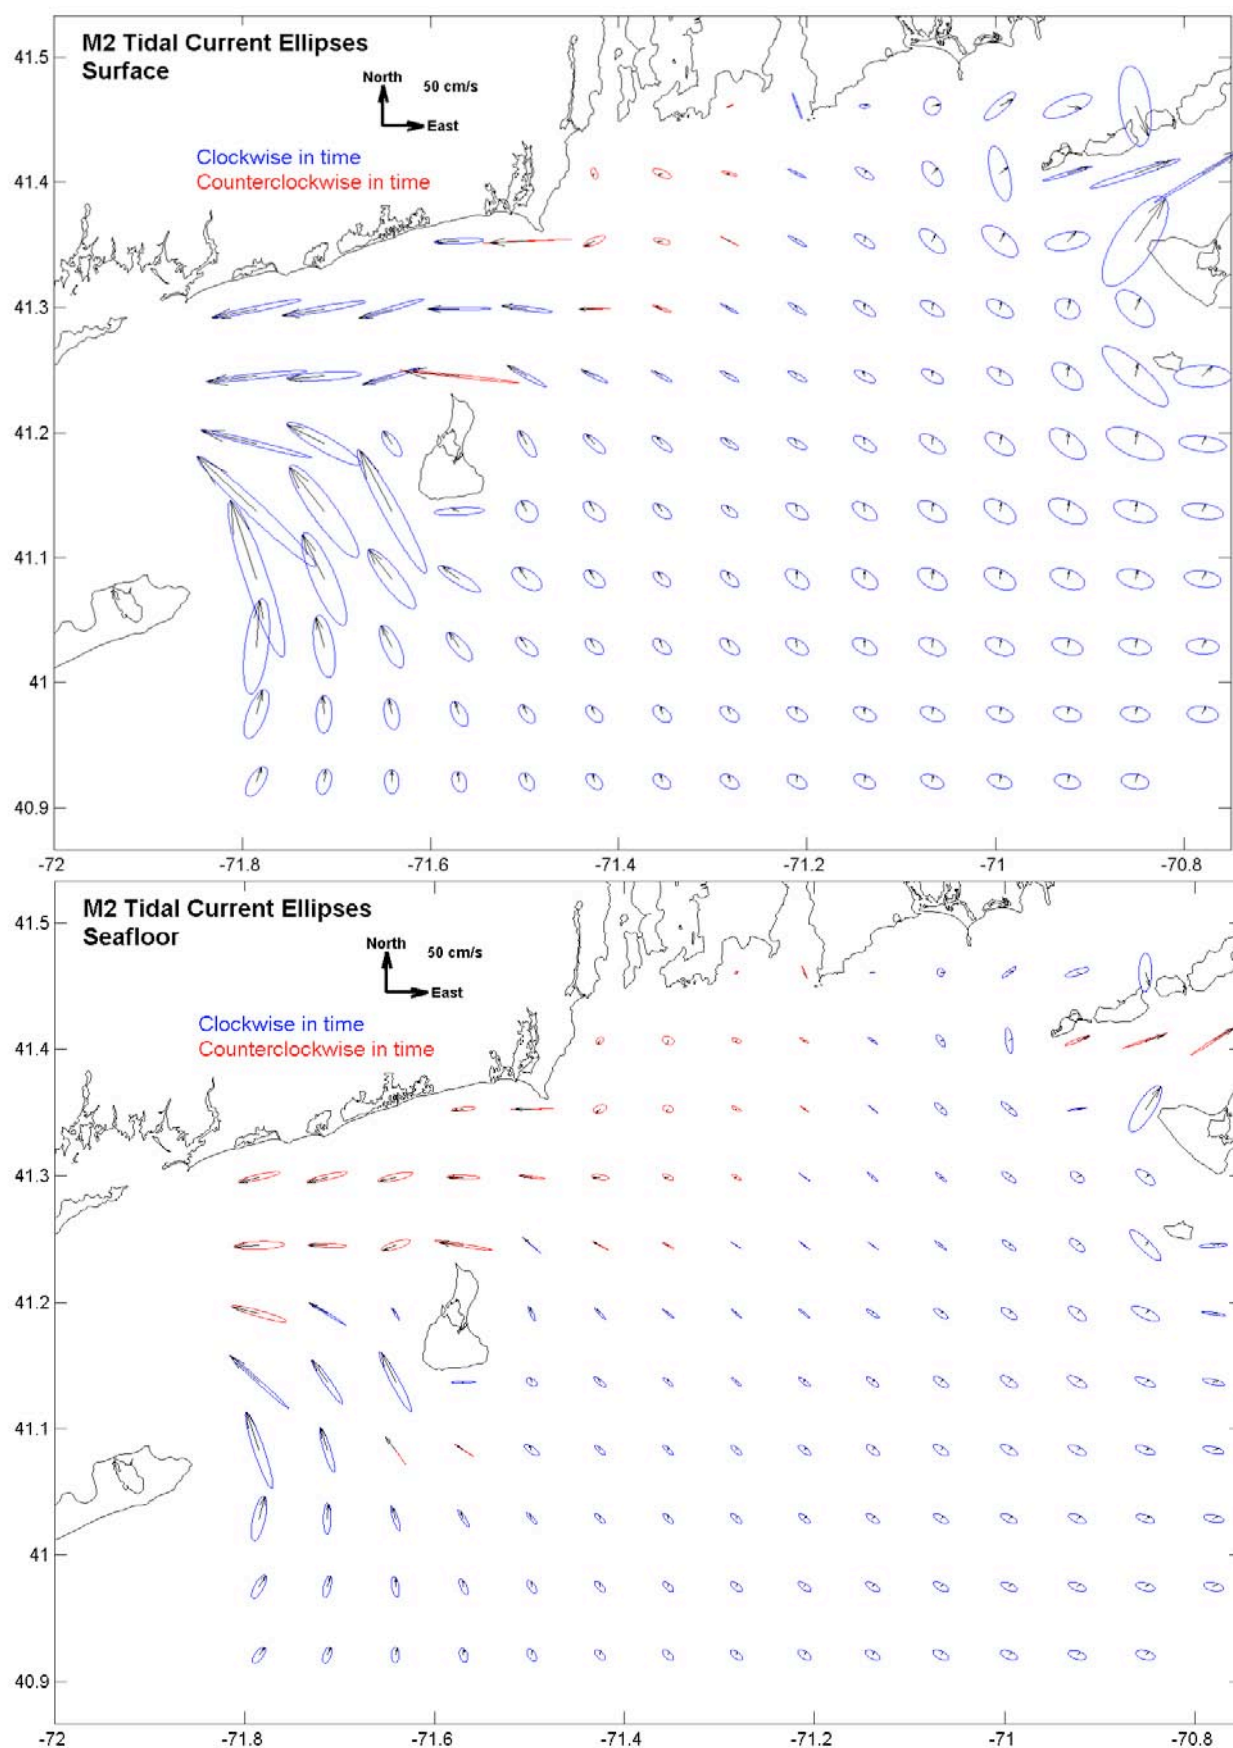 M2 Tidal Current Ellipses
Surface
North
50 cm/s
East
Clockwise in time
Counterclockwise in time
41.5
41.4
41.3
41.2
41.1
41
40.9
-72
-71.8
-71.6
-71.4
-71.2
-71
-70.8
M2 Tidal Current Ellipses
Seafloor
North
50 cm/s
East
Clockwise in time
Counterclockwise in time
41.5
41.4
41.3
41.2
41.1
41
40.9
-72
-71.8
-71.6
-71.4
-71.2
-71
-70.8